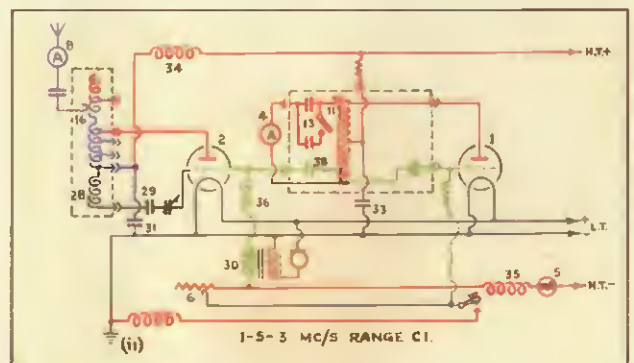 8
A
34
H.T.+
16
4
A
13
11
2
1
38
28
29
36
33
31
+
L.T.
-
30
6
35
5
H.T.-
(ii)
1-5-3 MC/S RANGE C1.